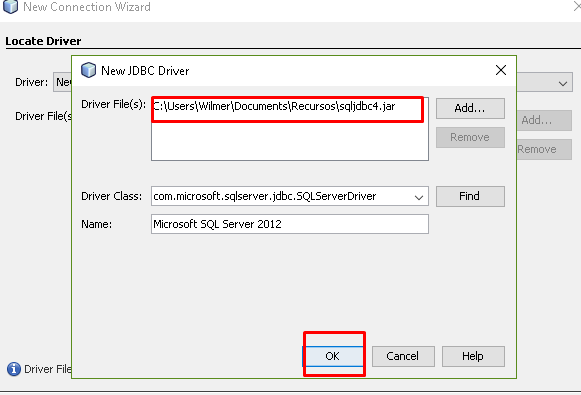 New Connection Wizard
Locate Driver
New JDBC Driver
Driver:
Driver File(s):
C:\Users\Wilmer\Documents\Recursos\sqljdbc4.jar
Add...
Driver File(s
Add...
Remove
Remove
Driver Class:
com.microsoft.sqlserver.jdbc.SQLServerDriver
Find
Name:
Microsoft SQL Server 2012
OK
Cancel
Help
Driver File